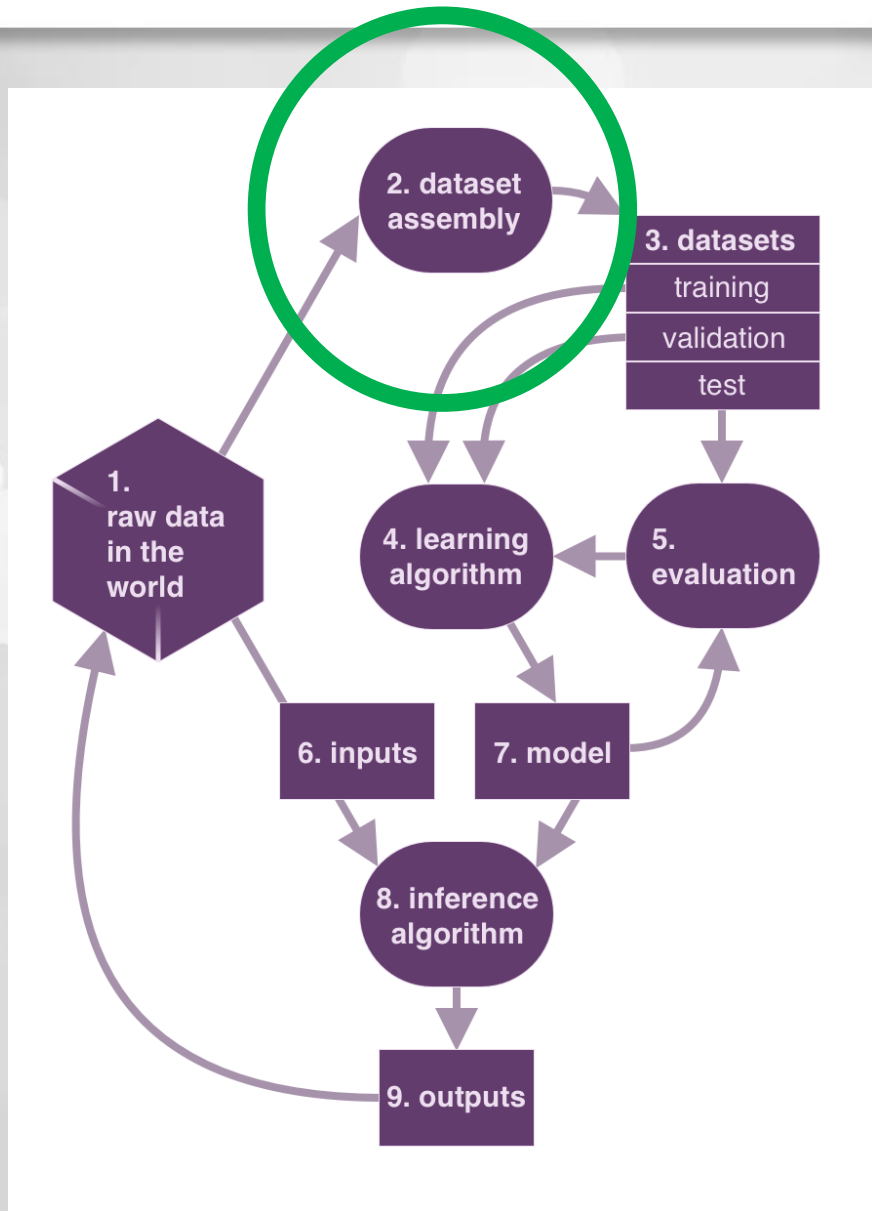 2. dataset
assembly
3. datasets
training
validation
test
1.
raw data
in the
world
4. learning
algorithm
5.
evaluation
6. inputs
7. model
8. inference
algorithm
9. outputs